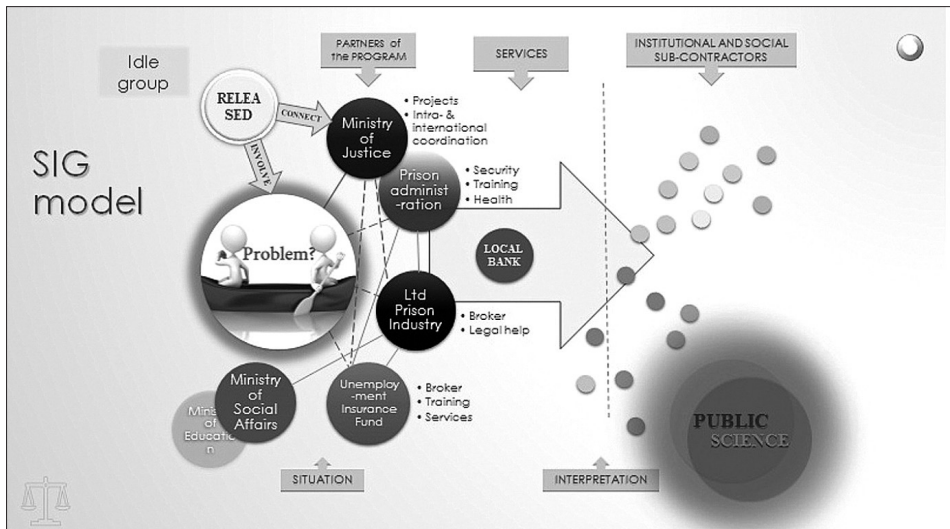 Idle
group
PARTNERS of
the PROGRAM
SERVICES
INSTITUTIONAL AND SOCIAL
SUB-CONTRACTORS
RELEA
SED
CONNECT
INVOLVE
Ministry
of
Justice
• Projects
• Intra- &
international
coordination
SIG
model
Prison
administ
-ration
• Security
• Training
• Health
Problem?
LOCAL
BANK
Ltd
Prison
Industry
• Broker
• Legal help
Ministry
of
Social
Affairs
Unemploy
-ment
Insurance
Fund
• Broker
• Training
• Services
of
n
PUBLIC
SCIENCE
SITUATION
INTERPRETATION